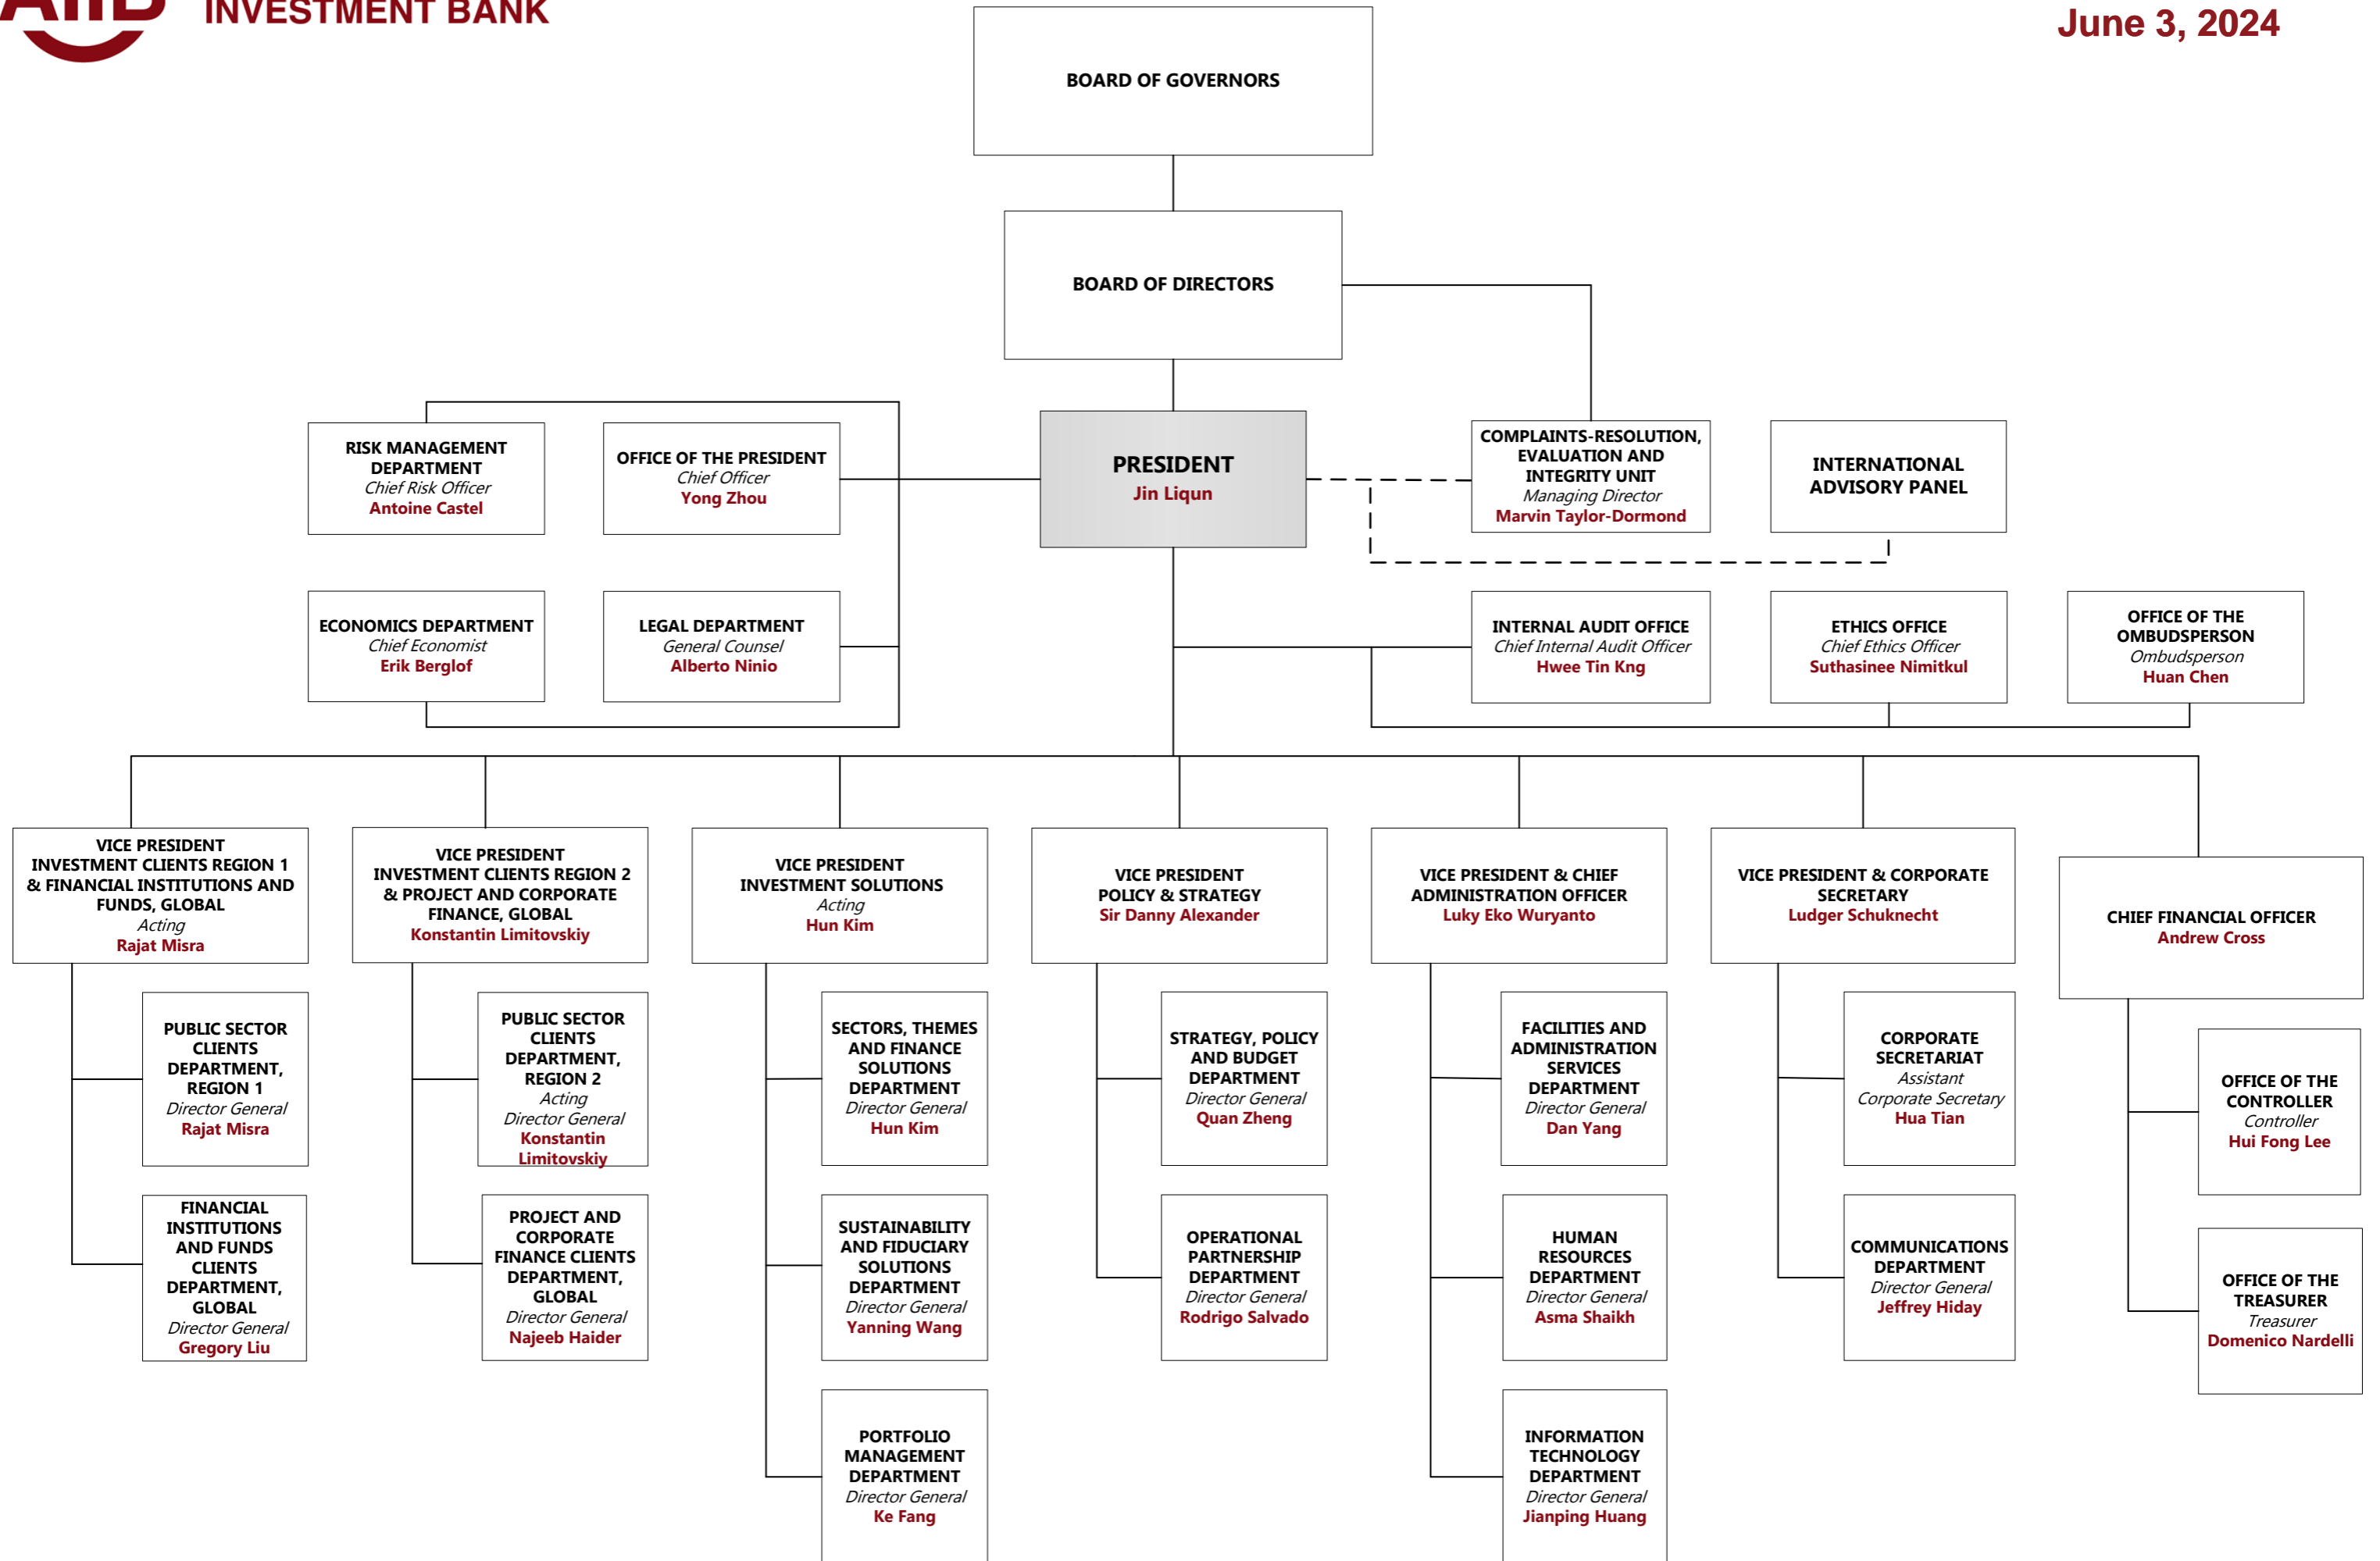 AIIB
INVESTMENT BANK
June 3, 2024
BOARD OF GOVERNORS
BOARD OF DIRECTORS
RISK MANAGEMENT
DEPARTMENT
Chief Risk Officer
Antoine Castel
OFFICE OF THE PRESIDENT
Chief Officer
Yong Zhou
PRESIDENT
Jin Liqun
COMPLAINTS-RESOLUTION,
EVALUATION AND
INTEGRITY UNIT
Managing Director
Marvin Taylor-Dormond
INTERNATIONAL
ADVISORY PANEL
ECONOMICS DEPARTMENT
Chief Economist
Erik Berglof
LEGAL DEPARTMENT
General Counsel
Alberto Ninio
INTERNAL AUDIT OFFICE
Chief Internal Audit Officer
Hwee Tin Kng
ETHICS OFFICE
Chief Ethics Officer
Suthasinee Nimitkul
OFFICE OF THE
OMBUDSPERSON
Ombudsperson
Huan Chen
VICE PRESIDENT
INVESTMENT CLIENTS REGION 1
& FINANCIAL INSTITUTIONS AND
FUNDS, GLOBAL
Acting
Rajat Misra
VICE PRESIDENT
INVESTMENT CLIENTS REGION 2
& PROJECT AND CORPORATE
FINANCE, GLOBAL
Konstantin Limitovskiy
VICE PRESIDENT
INVESTMENT SOLUTIONS
Acting
Hun Kim
VICE PRESIDENT
POLICY & STRATEGY
Sir Danny Alexander
VICE PRESIDENT & CHIEF
ADMINISTRATION OFFICER
Luky Eko Wuryanto
VICE PRESIDENT & CORPORATE
SECRETARY
Ludger Schuknecht
CHIEF FINANCIAL OFFICER
Andrew Cross
PUBLIC SECTOR
CLIENTS
DEPARTMENT,
REGION 1
Director General
Rajat Misra
PUBLIC SECTOR
CLIENTS
DEPARTMENT,
REGION 2
Acting
Director General
Konstantin
Limitovskiy
SECTORS, THEMES
AND FINANCE
SOLUTIONS
DEPARTMENT
Director General
Hun Kim
STRATEGY, POLICY
AND BUDGET
DEPARTMENT
Director General
Quan Zheng
FACILITIES AND
ADMINISTRATION
SERVICES
DEPARTMENT
Director General
Dan Yang
CORPORATE
SECRETARIAT
Assistant
Corporate Secretary
Hua Tian
OFFICE OF THE
CONTROLLER
Controller
Hui Fong Lee
FINANCIAL
INSTITUTIONS
AND FUNDS
CLIENTS
DEPARTMENT,
GLOBAL
Director General
Gregory Liu
PROJECT AND
CORPORATE
FINANCE CLIENTS
DEPARTMENT,
GLOBAL
Director General
Najeeb Haider
SUSTAINABILITY
AND FIDUCIARY
SOLUTIONS
DEPARTMENT
Director General
Yanning Wang
OPERATIONAL
PARTNERSHIP
DEPARTMENT
Director General
Rodrigo Salvado
HUMAN
RESOURCES
DEPARTMENT
Director General
Asma Shaikh
COMMUNICATIONS
DEPARTMENT
Director General
Jeffrey Hiday
OFFICE OF THE
TREASURER
Treasurer
Domenico Nardelli
PORTFOLIO
MANAGEMENT
DEPARTMENT
Director General
Ke Fang
INFORMATION
TECHNOLOGY
DEPARTMENT
Director General
Jianping Huang